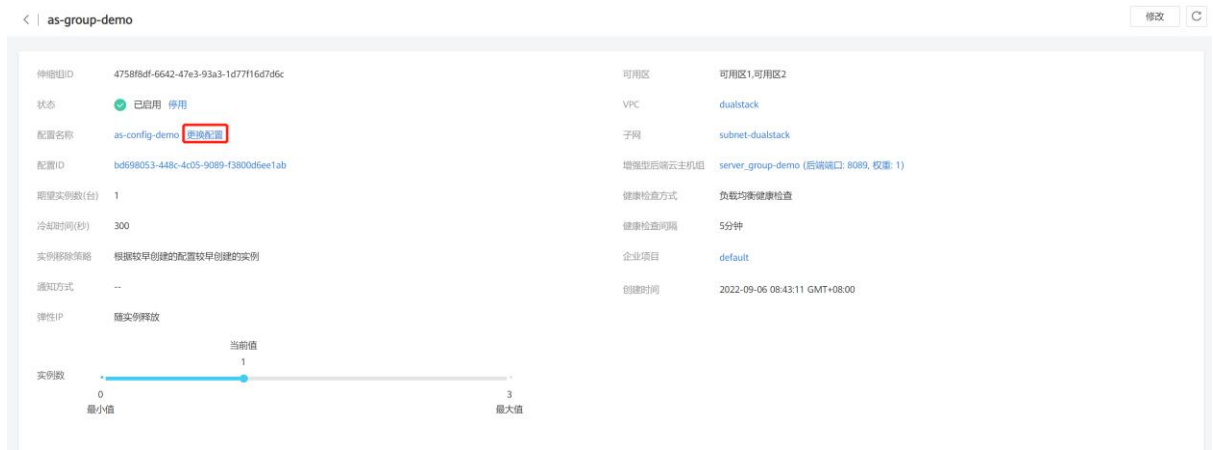 as-group-demo
修改
伸缩组ID 4758f8df-6642-47e3-93a3-1d77f16d7d6c 可用区 可用区1,可用区2
状态 已启用 停用 VPC dualstack
配置名称 as-config-demo 更换配置 子网 subnet-dualstack
配置ID bd698053-448c-4c05-9089-f3800d6ee1ab 增强型后端云主机组 server_group-demo (后端端口: 8089, 权重: 1)
期望实例数(台) 1 健康检查方式 负载均衡健康检查
冷却时间(秒) 300 健康检查间隔 5分钟
实例移除策略 根据较早创建的配置较早创建的实例 企业项目 default
通知方式 -- 创建时间 2022-09-06 08:43:11 GMT+08:00
弹性IP 随实例释放
当前值
1
实例数
0 3
最小值 最大值